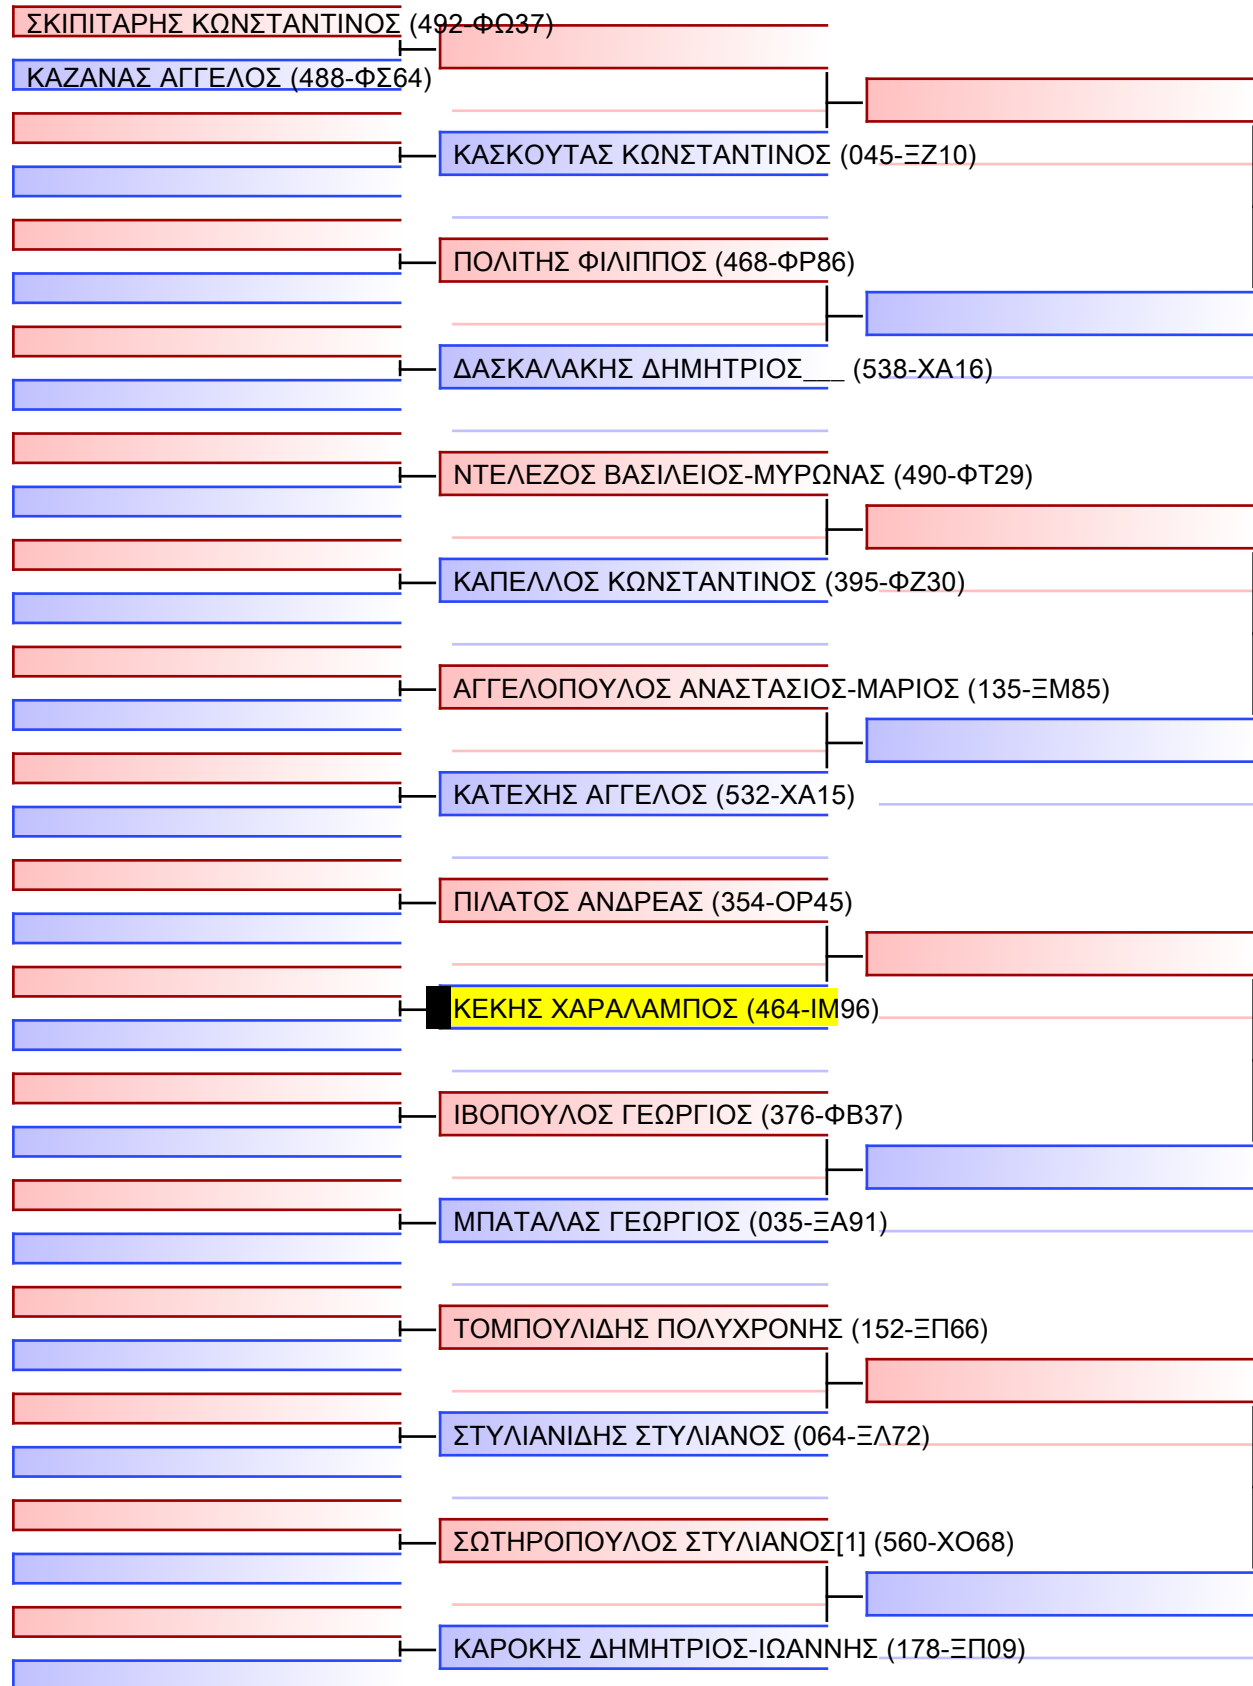 ΣΚΙΠΙΤΑΡΗΣ ΚΩΝΣΤΑΝΤΙΝΟΣ (492-ΦΩ37)
ΚΑΖΑΝΑΣ ΑΓΓΕΛΟΣ (488-ΦΣ64)
ΚΑΣΚΟΥΤΑΣ ΚΩΝΣΤΑΝΤΙΝΟΣ (045-ΞΖ10)
ΠΟΛΙΤΗΣ ΦΙΛΙΠΠΟΣ (468-ΦΡ86)
ΔΑΣΚΑΛΑΚΗΣ ΔΗΜΗΤΡΙΟΣ___ (538-ΧΑ16)
ΝΤΕΛΕΖΟΣ ΒΑΣΙΛΕΙΟΣ-ΜΥΡΩΝΑΣ (490-ΦΤ29)
ΚΑΠΕΛΛΟΣ ΚΩΝΣΤΑΝΤΙΝΟΣ (395-ΦΖ30)
ΑΓΓΕΛΟΠΟΥΛΟΣ ΑΝΑΣΤΑΣΙΟΣ-ΜΑΡΙΟΣ (135-ΞΜ85)
ΚΑΤΕΧΗΣ ΑΓΓΕΛΟΣ (532-ΧΑ15)
ΠΙΛΑΤΟΣ ΑΝΔΡΕΑΣ (354-ΟΡ45)
ΚΕΚΗΣ ΧΑΡΑΛΑΜΠΟΣ (464-ΙΜ96)
ΙΒΟΠΟΥΛΟΣ ΓΕΩΡΓΙΟΣ (376-ΦΒ37)
ΜΠΑΤΑΛΑΣ ΓΕΩΡΓΙΟΣ (035-ΞΑ91)
ΤΟΜΠΟΥΛΙΔΗΣ ΠΟΛΥΧΡΟΝΗΣ (152-ΞΠ66)
ΣΤΥΛΙΑΝΙΔΗΣ ΣΤΥΛΙΑΝΟΣ (064-ΞΛ72)
ΣΩΤΗΡΟΠΟΥΛΟΣ ΣΤΥΛΙΑΝΟΣ[1] (560-ΧΟ68)
ΚΑΡΟΚΗΣ ΔΗΜΗΤΡΙΟΣ-ΙΩΑΝΝΗΣ (178-ΞΠ09)